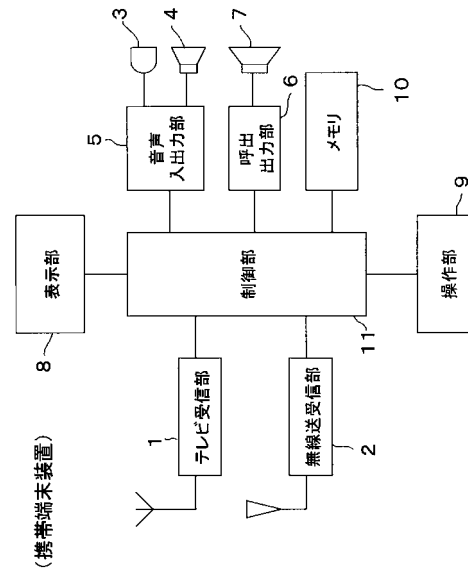 (携帯端末装置)
8
表示部
1
テレビ受信部
2
無線送受信部
11
制御部
5
音声
入出力部
3
4
6
呼出
出力部
7
10
メモリ
9
操作部